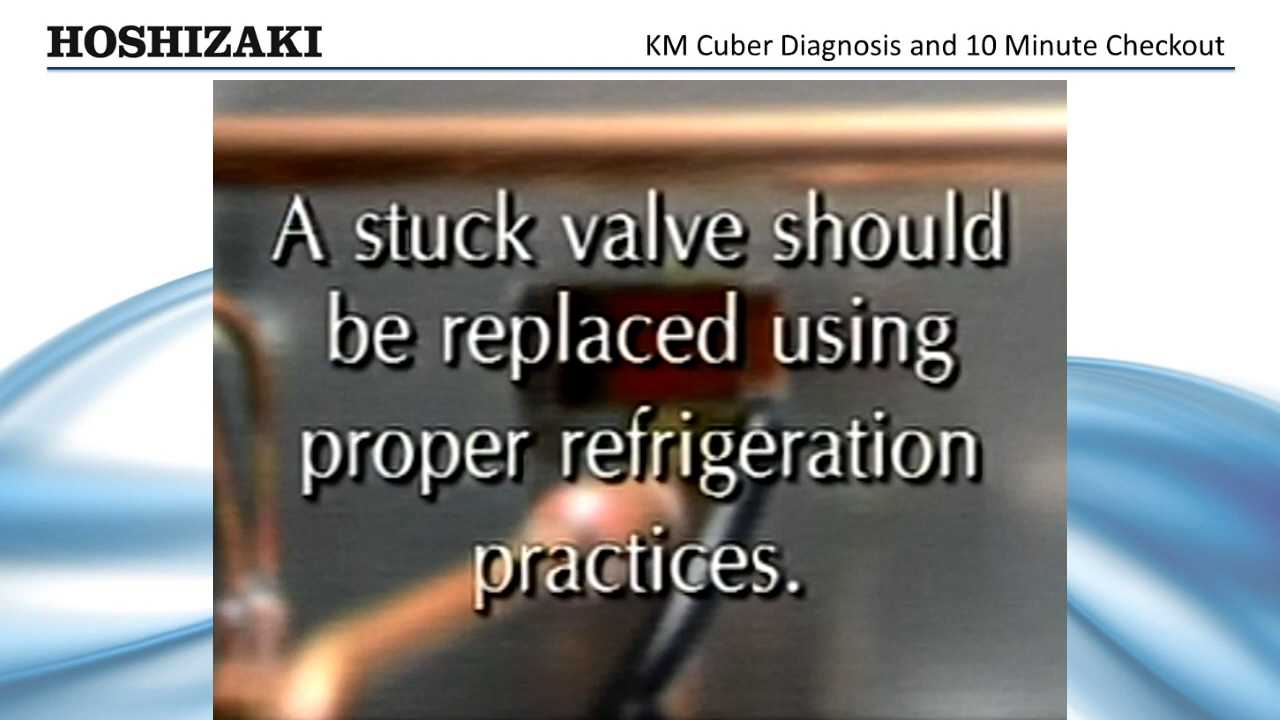 HOSHIZAKI
KM Cuber Diagnosis and 10 Minute Checkout
A stuck valve should
be replaced using
proper refrigeration
practices.